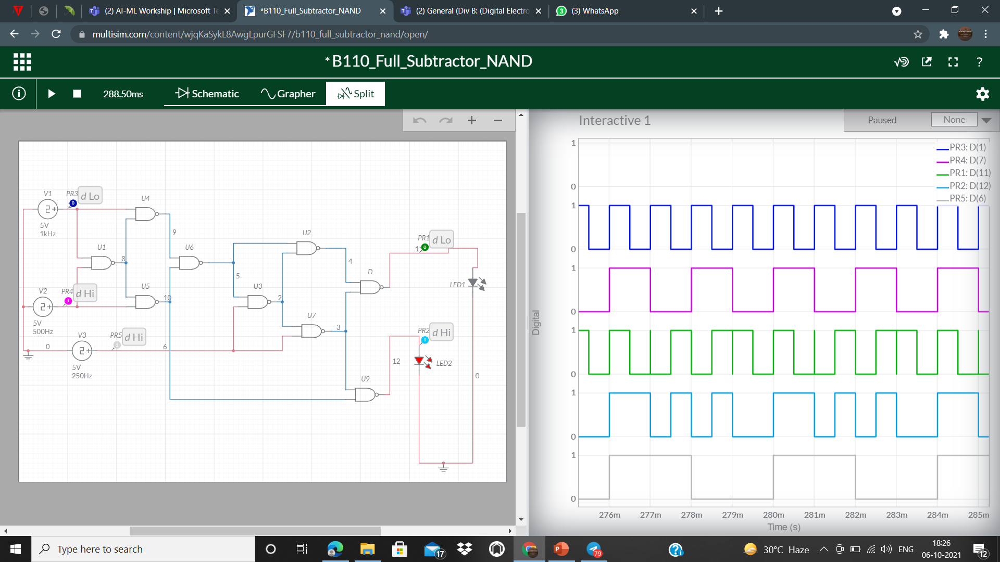 (2) AI-ML Workship | Microsoft Te
*B110_Full_Subtractor_NAND
(2) General (Div B: (Digital Electro
(3) WhatsApp
multisim.com/content/wjqKaSykL8AwgLpurGFSF7/b110_full_subtractor_nand/open/
*B110_Full_Subtractor_NAND
?
288.50ms
Schematic
Grapher
Split
Interactive 1
Paused
None
V1
PR3
0
d Lo
5V
1kHz
U4
9
U1
8
U6
U2
4
PR1
11
0
d Lo
5
D
LED1
V2
PR4
1
d Hi
5V
500Hz
U5
10
U3
2
U7
3
V3
PR5
1
d Hi
0
6
5V
250Hz
PR2
1
d Hi
12
LED2
U9
0
Digital
PR3: D(1)
PR4: D(7)
PR1: D(11)
PR2: D(12)
PR5: D(6)
1
0
1
0
1
0
1
0
1
0
1
0
276m 277m 278m 279m 280m 281m 282m 283m 284m 285m
Time (s)
Type here to search
17
79
30°C Haze
ENG
18:26
06-10-2021
12